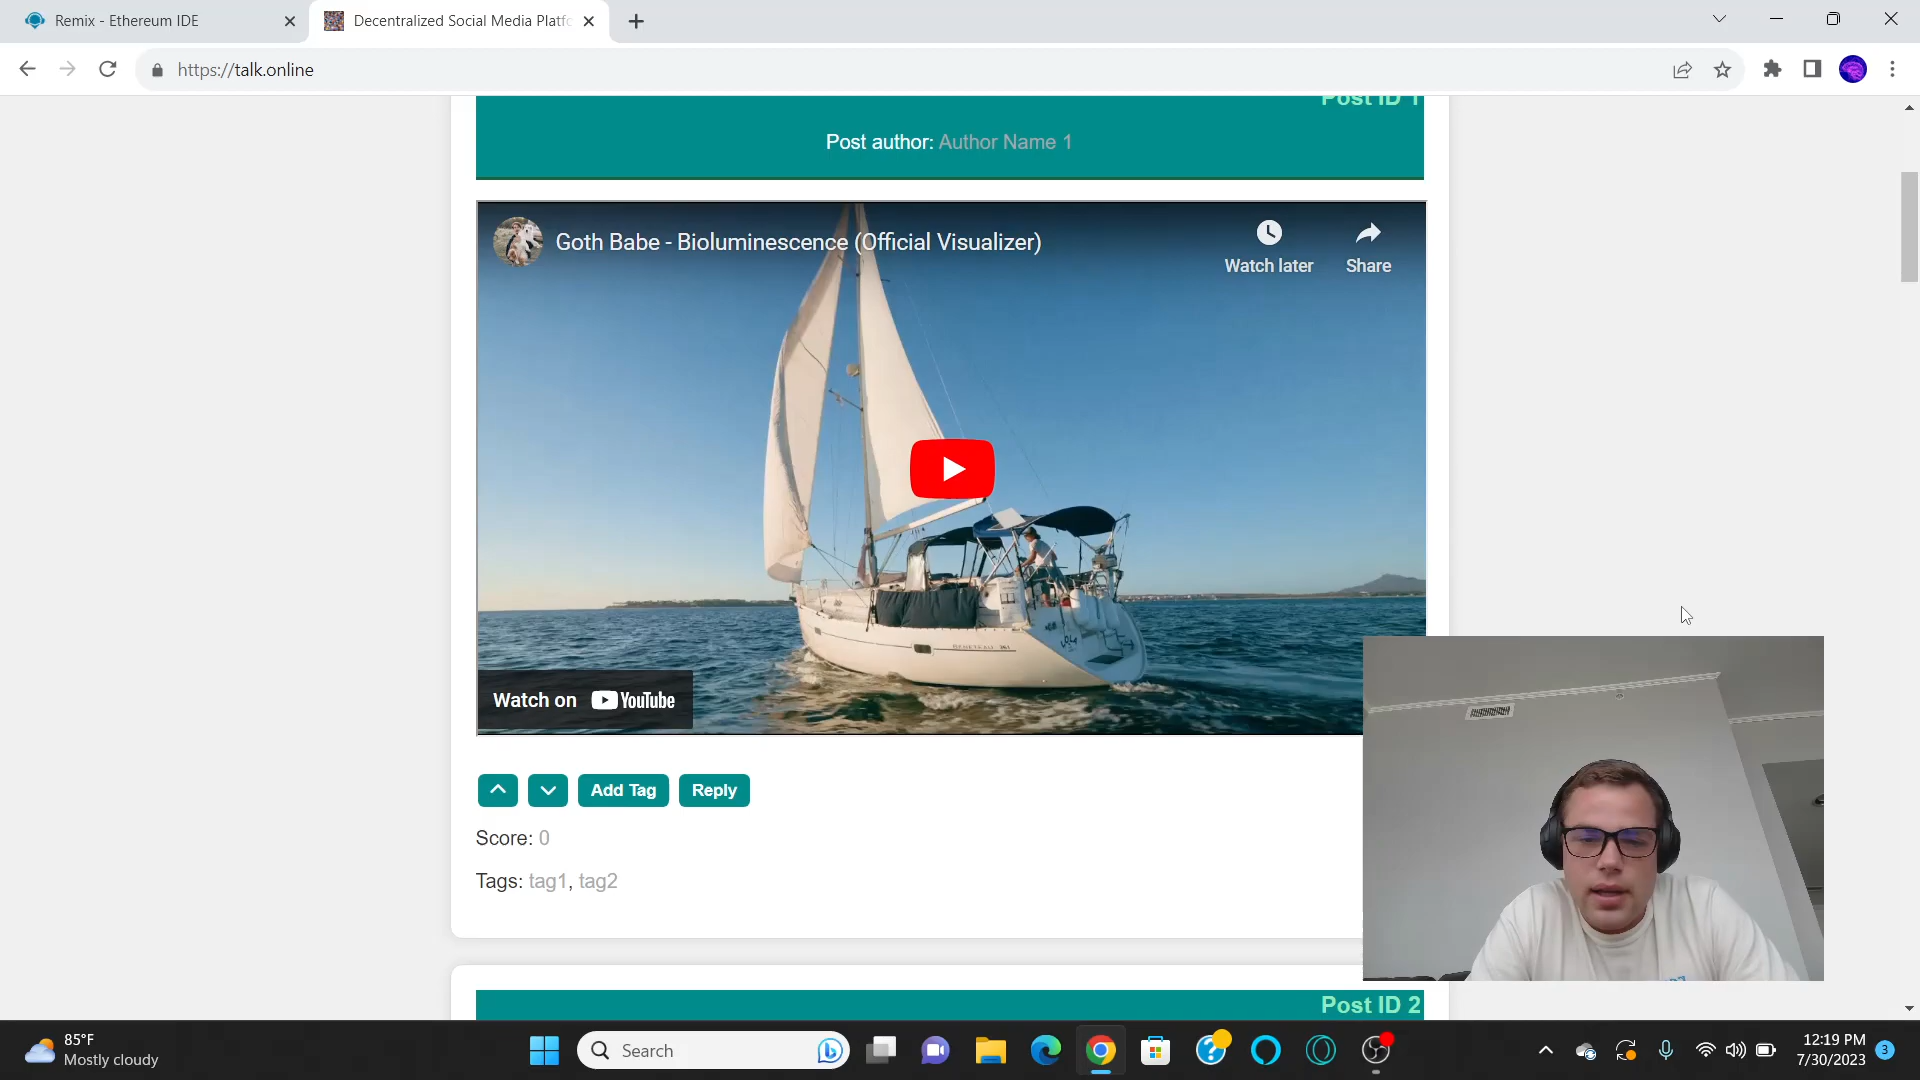 Remix - Ethereum IDE
Decentralized Social Media Platfo
https://talk.online
Post ID 1
Post author: Author Name 1
Goth Babe - Bioluminescence (Official Visualizer)
Watch later
Share
Watch on YouTube
Add Tag
Reply
Score: 0
Tags: tag1, tag2
Post ID 2
85°F
Mostly cloudy
Search
12:19 PM
7/30/2023
3